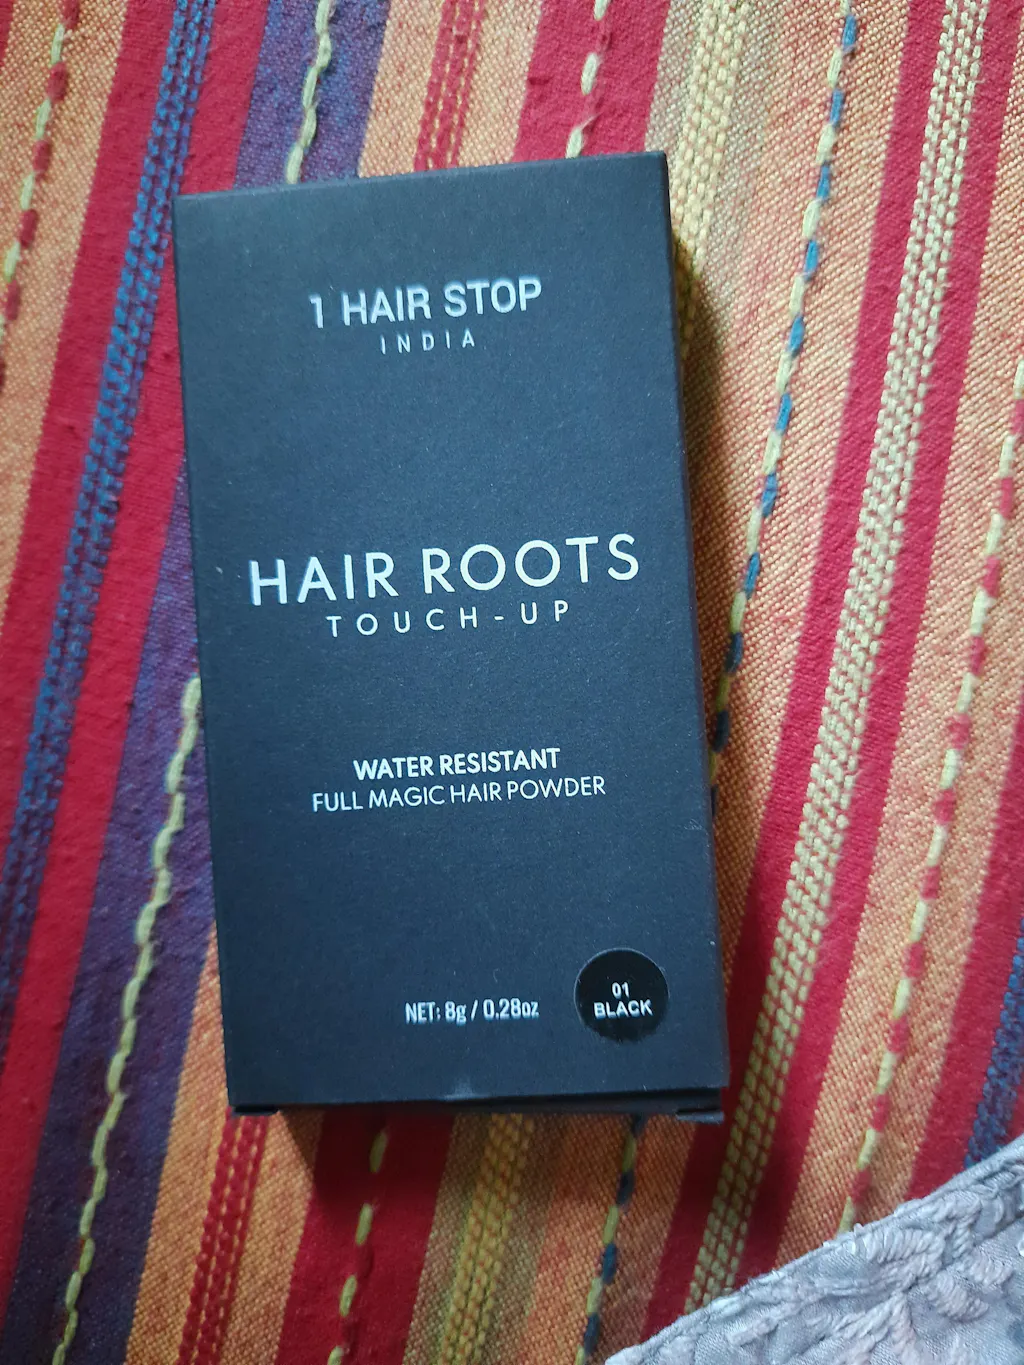 1 HAIR STOP
INDIA
HAIR ROOTS
TOUCH-UP
WATER RESISTANT
FULL MAGIC HAIR POWDER
NET: 8g / 0.28oz
01
BLACK